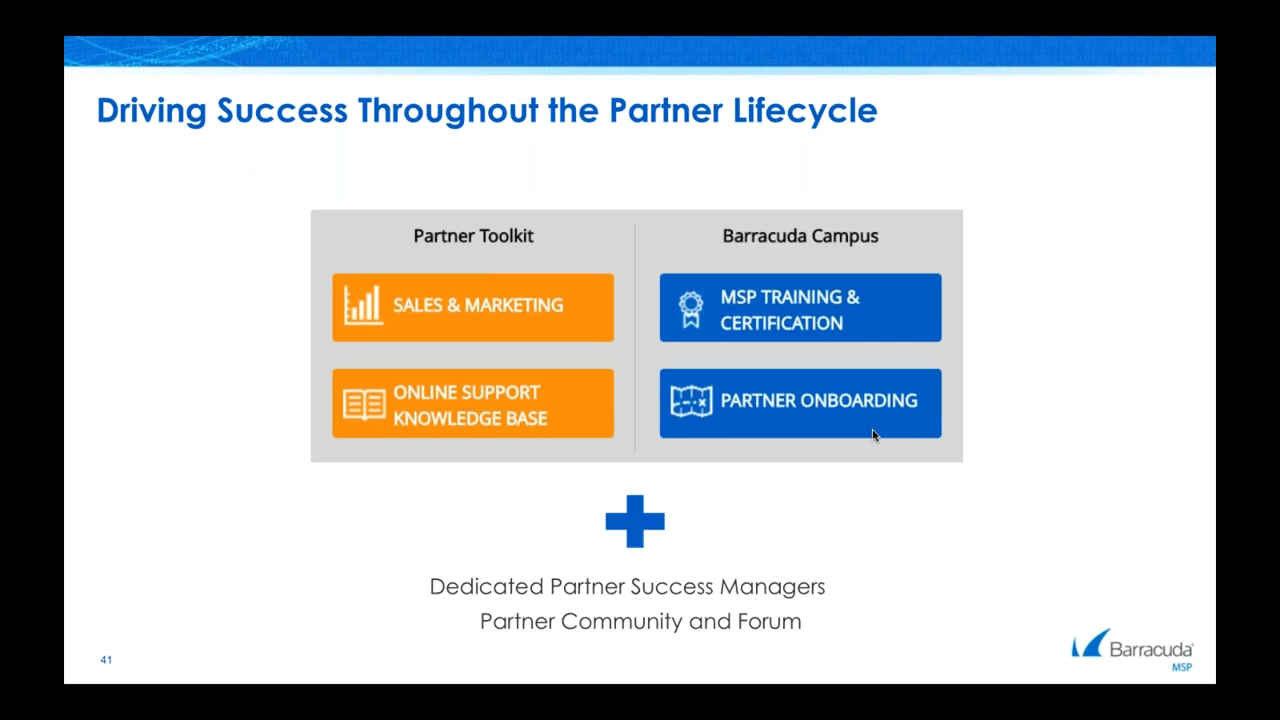 Driving Success Throughout the Partner Lifecycle
Partner Toolkit
SALES & MARKETING
ONLINE SUPPORT
KNOWLEDGE BASE
Barracuda Campus
MSP TRAINING &
CERTIFICATION
PARTNER ONBOARDING
Dedicated Partner Success Managers
Partner Community and Forum
41
Barracuda
MSP